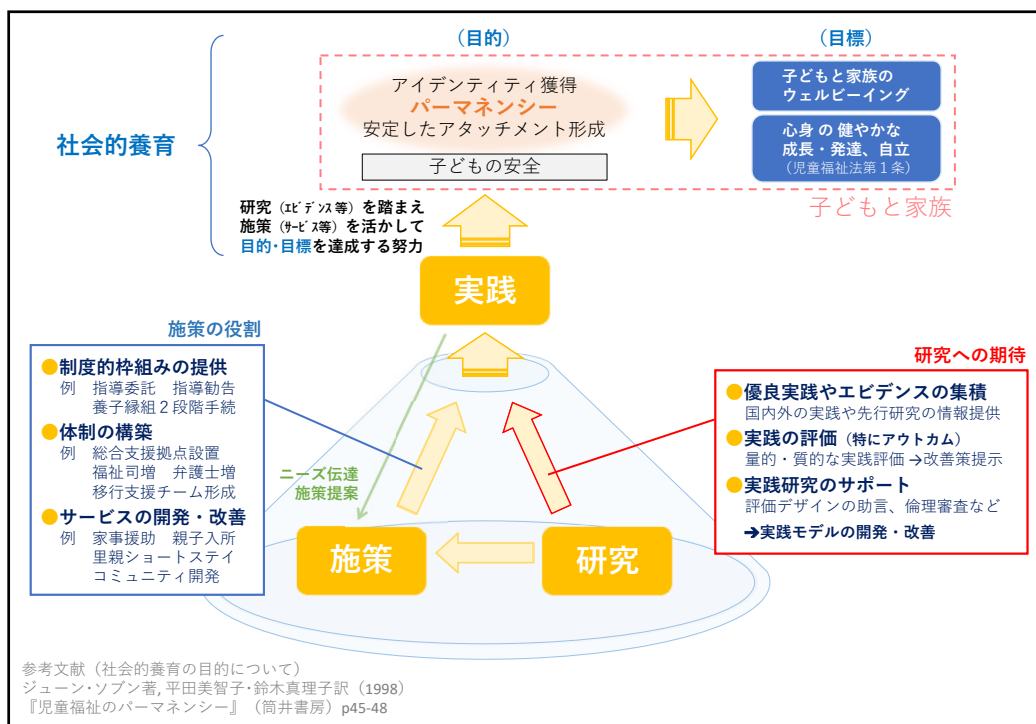 (目的)
(目標)
社会的養育
アイデンティティ獲得
パーマネンシー
安定したアタッチメント形成
子どもの安全
子どもと家族の
ウェルビーイング
心身の健やかな
成長・発達、自立
(児童福祉法第1条)
子どもと家族
研究(エビデンス等)を踏まえ
施策(サービス等)を活かして
目的・目標を達成する努力
実践
施策の役割
●制度的枠組みの提供
例 指導委託 指導勧告
養子縁組2段階手続
●体制の構築
例 総合支援拠点設置
福祉司増 弁護士増
移行支援チーム形成
●サービスの開発・改善
例 家事援助 親子入所
里親ショートステイ
コミュニティ開発
ニーズ伝達
施策提案
施策
研究
研究への期待
●優良実践やエビデンスの集積
国内外の実践や先行研究の情報提供
●実践の評価(特にアウトカム)
量的・質的な実践評価→改善策提示
●実践研究のサポート
評価デザインの助言、倫理審査など
➔実践モデルの開発・改善
参考文献(社会的養育の目的について)
ジューン・ソブン著, 平田美智子・鈴木真理子訳(1998)
『児童福祉のパーマネンシー』(筒井書房)p45-48